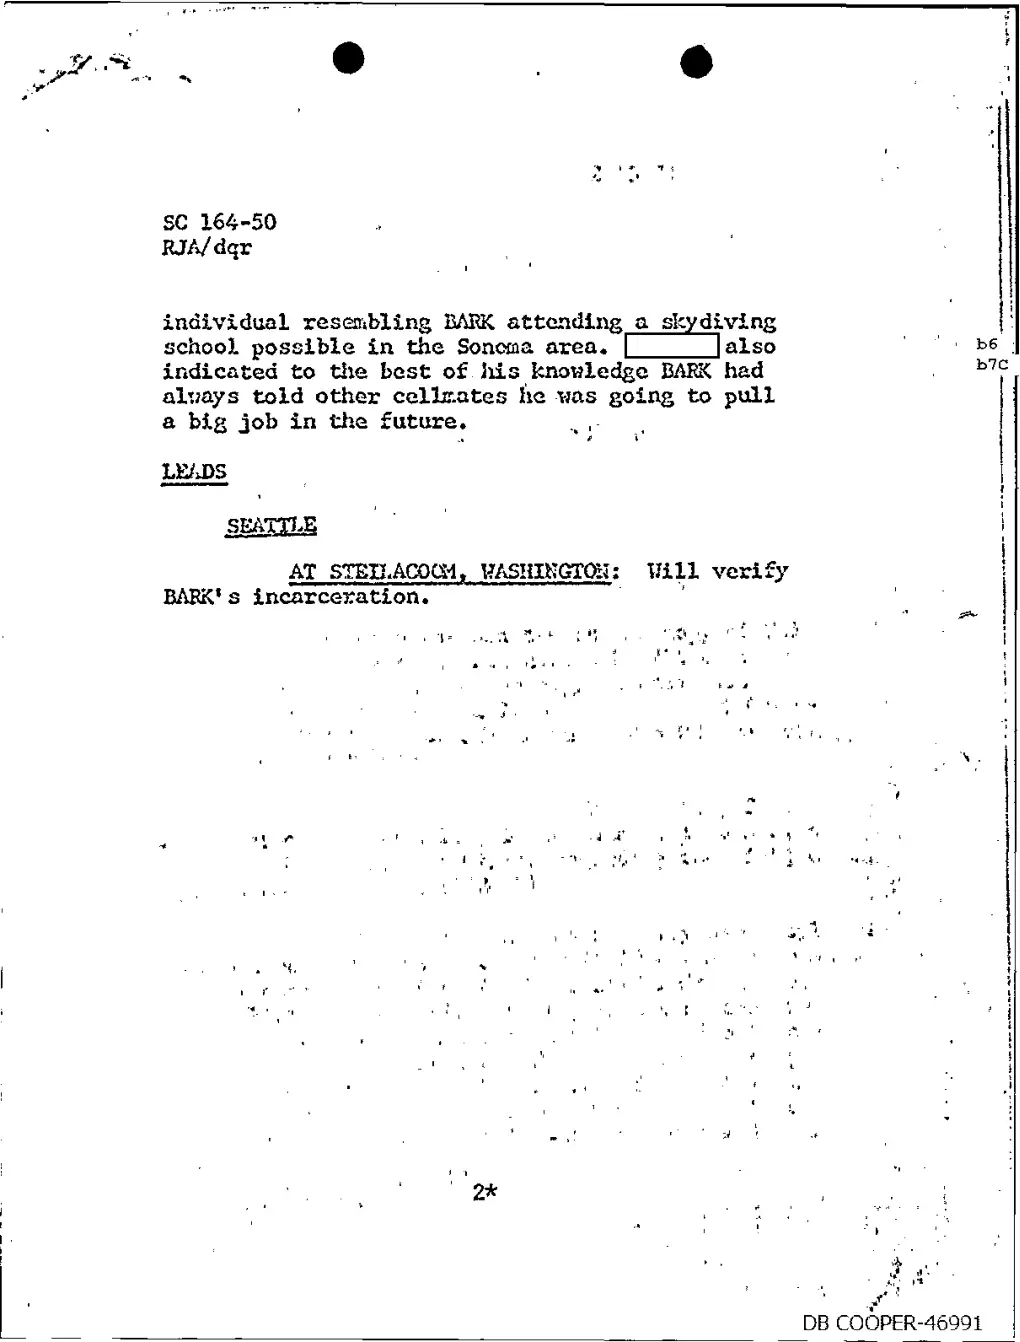 SC 164-50
RJA/dqr
individual resembling BARK attending a skydiving
school possible in the Sonoma area. also
indicated to the best of his knowledge BARK had
always told other cellmates he was going to pull
a big job in the future.
b6
b7C
LEADS
SEATTLE
AT STEILACOOM, WASHINGTON: Will verify
BARK's incarceration.
2*
DB COOPER-46991